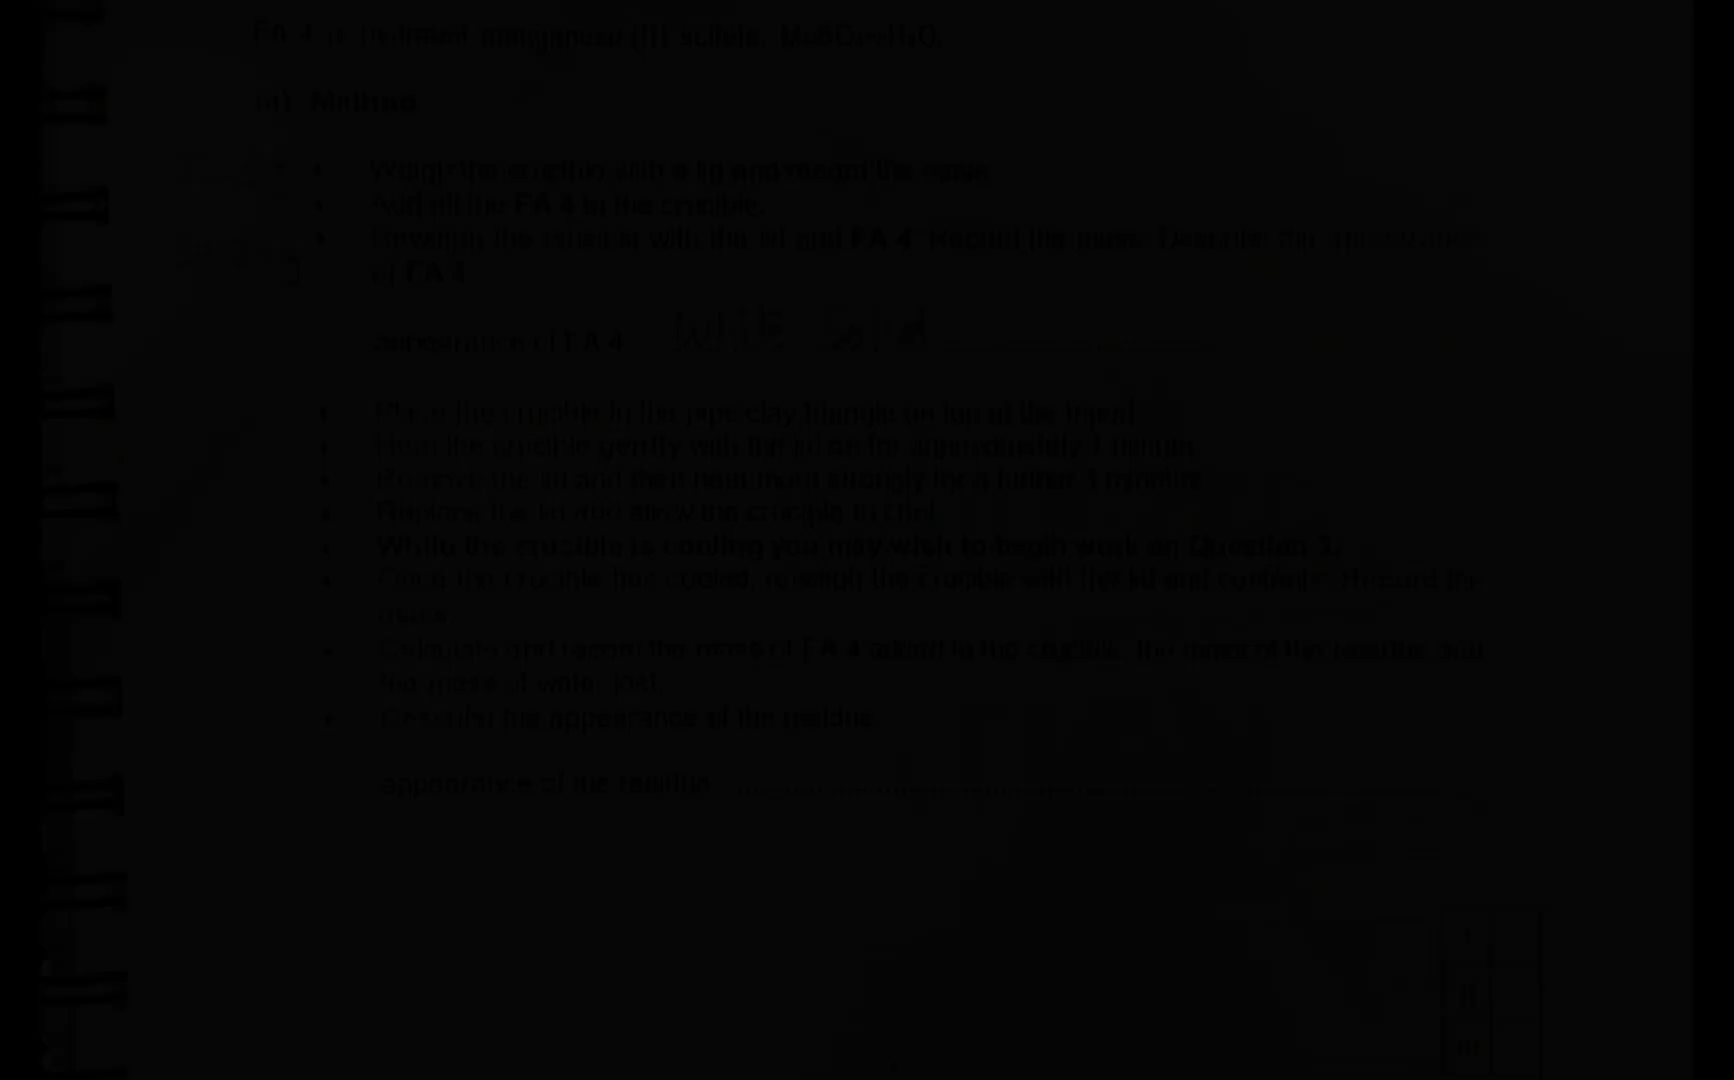 FA 4 is hydrated manganese(II) sulfate, MnSO₄•H₂O.
(a) Method
• Weigh the crucible with a lid and record the mass.
• Add all the FA 4 to the crucible.
• Reweigh the crucible with the lid and FA 4. Record the mass. Describe the appearance
of FA 4.
appearance of FA 4
• Place the crucible in the pipe-clay triangle on top of the tripod.
• Heat the crucible gently with the lid on for approximately 1 minute.
• Remove the lid and then heat more strongly for a further 4 minutes.
• Replace the lid and allow the crucible to cool.
• While the crucible is cooling you may wish to begin work on Question 3.
• Once the crucible has cooled, reweigh the crucible with the lid and contents. Record the
mass.
• Calculate and record the mass of FA 4 added to the crucible, the mass of the residue and
the mass of water lost.
• Describe the appearance of the residue.
appearance of the residue
I
II
III